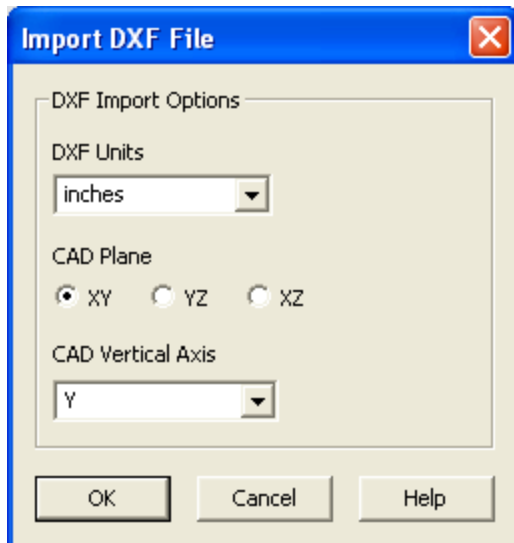 Import DXF File
DXF Import Options
DXF Units
inches
CAD Plane
XY YZ XZ
CAD Vertical Axis
Y
OK Cancel Help